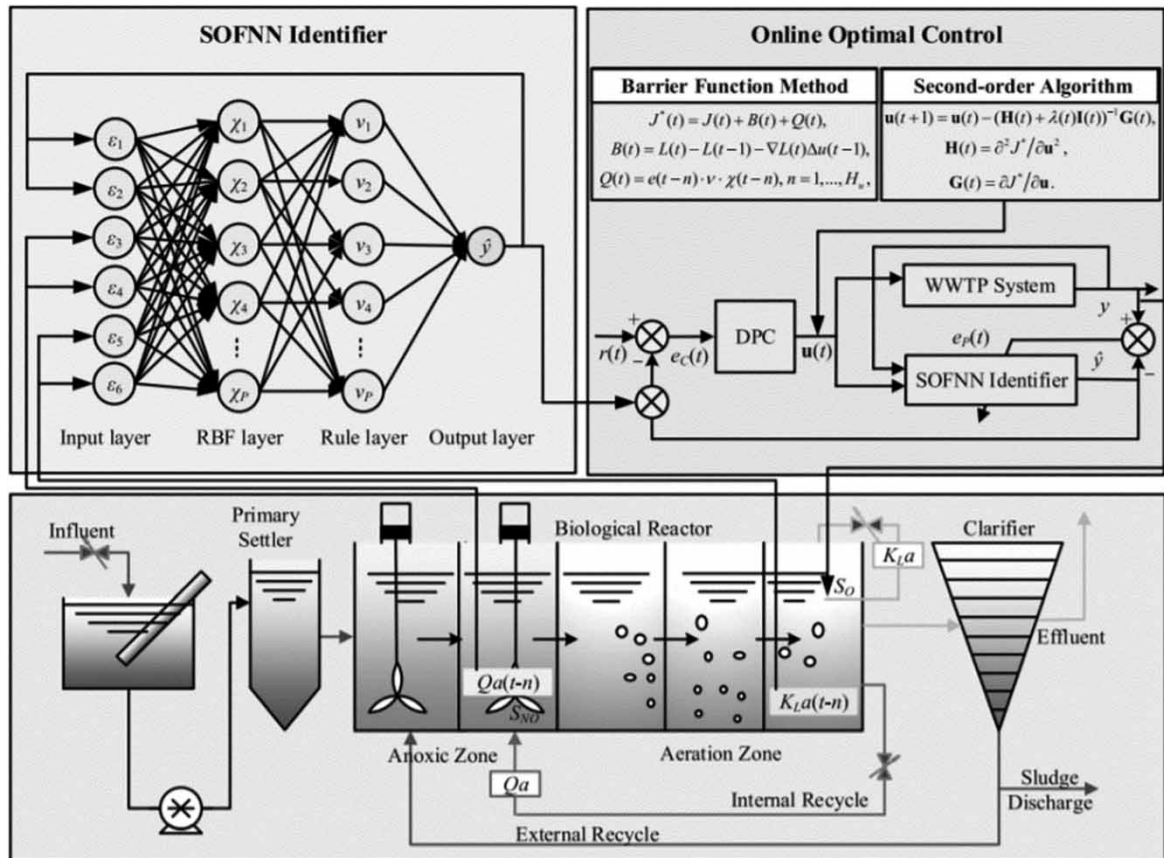 SOFNN Identifier
ε1
ε2
ε3
ε4
ε5
ε6
χ1
χ2
χ3
χ4
χP
v1
v2
v3
v4
vP
ŷ
Input layer
RBF layer
Rule layer
Output layer
Online Optimal Control
Barrier Function Method
J*(t) = J(t) + B(t) + Q(t),
B(t) = L(t) − L(t−1) − ∇L(t)Δu(t−1),
Q(t) = e(t−n)·v·χ(t−n), n = 1,..., Hu,
Second-order Algorithm
u(t+1) = u(t) − (H(t) + λ(t)I(t))⁻¹G(t),
H(t) = ∂²J*/∂u²,
G(t) = ∂J*/∂u.
WWTP System
y
+
r(t)
−
eC(t)
DPC
u(t)
eP(t)
+
ŷ
−
SOFNN Identifier
Influent
Primary
Settler
Biological Reactor
Clarifier
KLa
SO
Effluent
Qa(t-n)
SNO
KLa(t-n)
Anoxic Zone
Aeration Zone
Qa
Internal Recycle
Sludge
Discharge
External Recycle